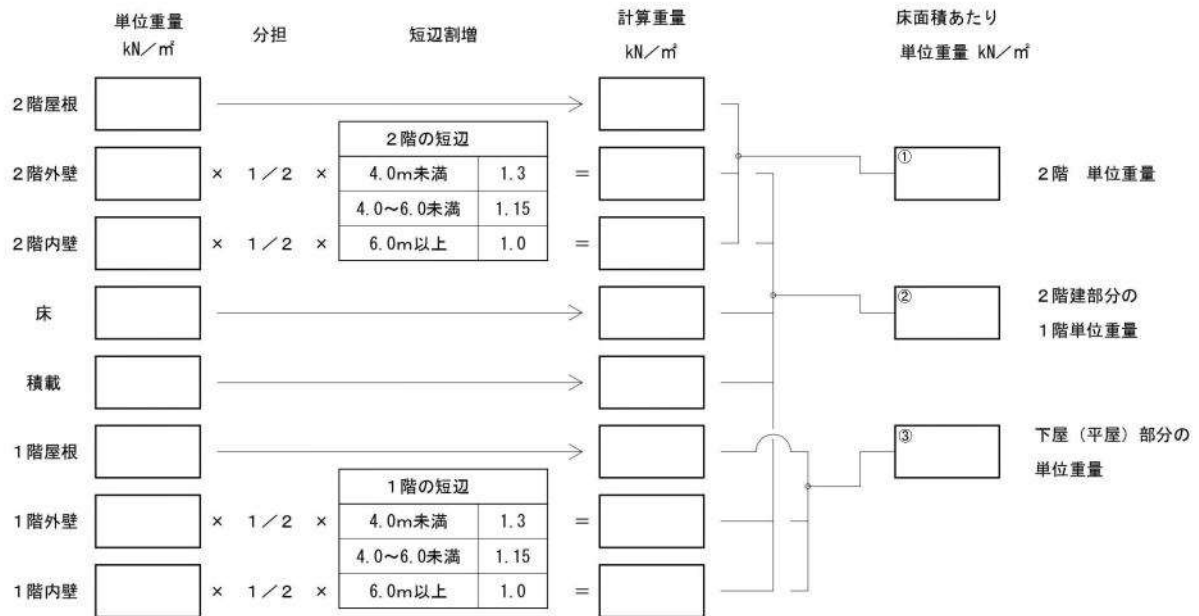 単位重量 分担 短辺割増 計算重量 床面積あたり
kN／㎡ kN／㎡ 単位重量 kN／㎡
2階屋根
2階の短辺
2階外壁 × 1／2 × 4.0m未満 1.3 = ① 2階 単位重量
4.0～6.0未満 1.15
2階内壁 × 1／2 × 6.0m以上 1.0 =
床 ② 2階建部分の
1階単位重量
積載
1階屋根 ③ 下屋（平屋）部分の
単位重量
1階の短辺
1階外壁 × 1／2 × 4.0m未満 1.3 =
4.0～6.0未満 1.15
1階内壁 × 1／2 × 6.0m以上 1.0 =